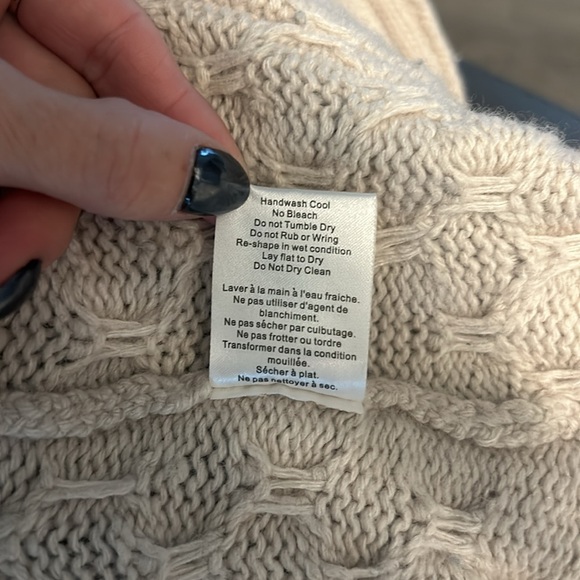 Handwash Cool
No Bleach
Do not Tumble Dry
Do not Rub or Wring
Re-shape in wet condition
Lay flat to Dry
Do Not Dry Clean
Laver à la main à l'eau fraiche.
Ne pas utiliser d'agent de
blanchiment.
Ne pas sécher par culbutage.
Ne pas frotter ou tordre
Transformer dans la condition
mouillée.
Sécher à plat.
Ne pas nettoyer à sec.